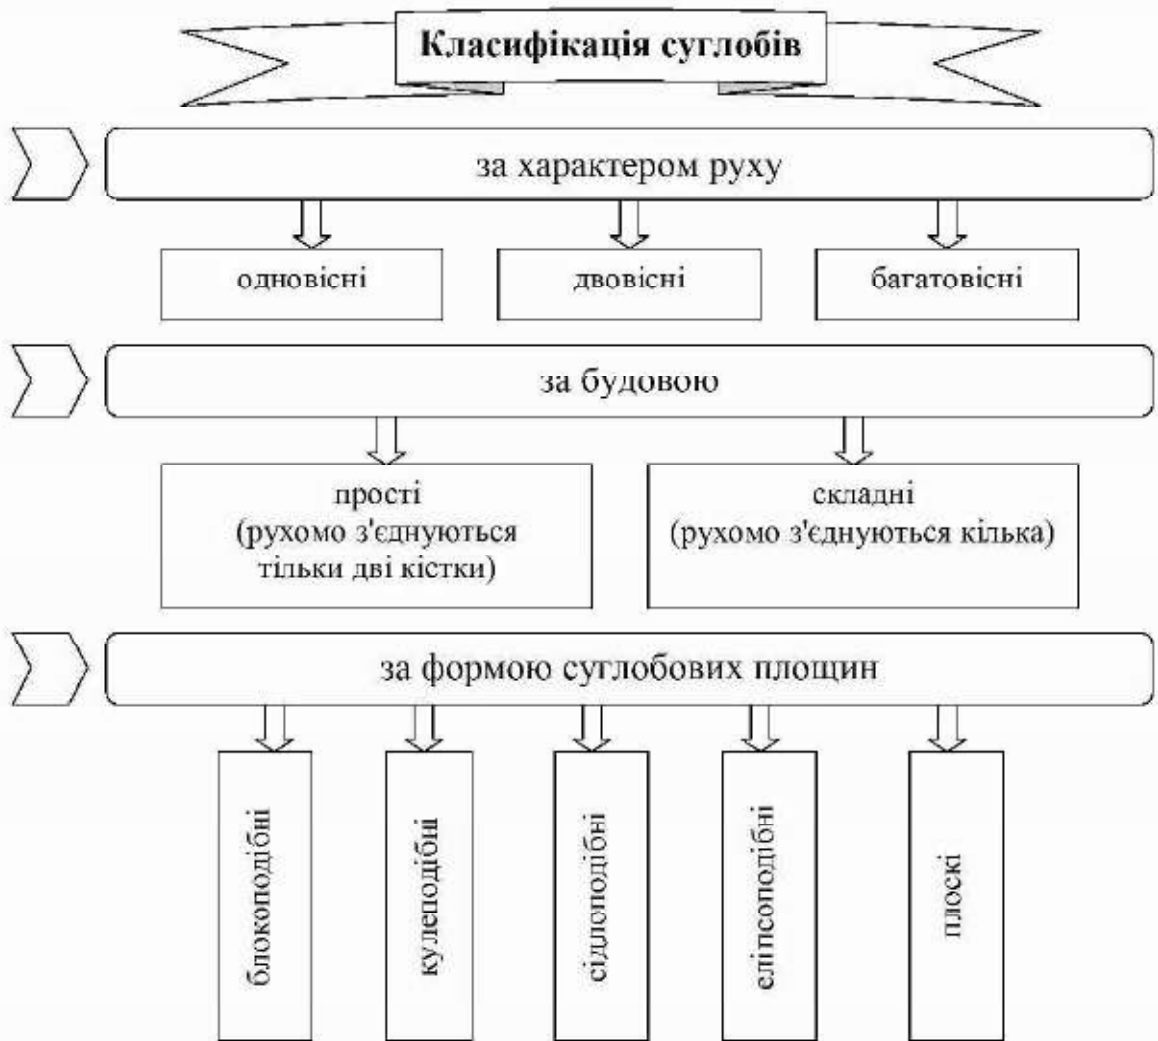 Класифікація суглобів
за характером руху
одновісні
двовісні
багатовісні
за будовою
прості
(рухомо з'єднуються
тільки дві кістки)
складні
(рухомо з'єднуються кілька)
за формою суглобових площин
блокоподібні
кулеподібні
сідлоподібні
еліпсоподібні
плоскі